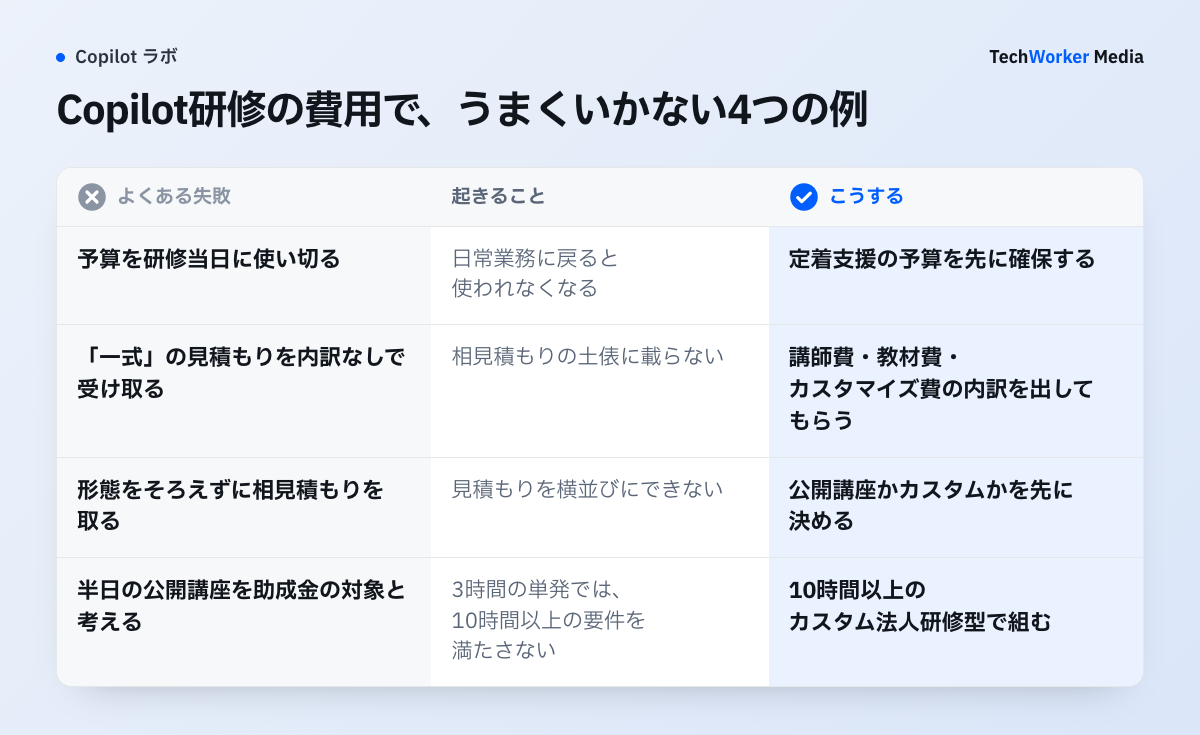 Copilot ラボ
TechWorker Media
Copilot研修の費用で、うまくいかない4つの例
よくある失敗
起きること
こうする
予算を研修当日に使い切る
日常業務に戻ると
使われなくなる
定着支援の予算を先に確保する
「一式」の見積もりを内訳なしで
受け取る
相見積もりの土俵に載らない
講師費・教材費・
カスタマイズ費の内訳を出して
もらう
形態をそろえずに相見積もりを
取る
見積もりを横並びにできない
公開講座かカスタムかを先に
決める
半日の公開講座を助成金の対象と
考える
3時間の単発では、
10時間以上の要件を
満たさない
10時間以上の
カスタム法人研修型で組む